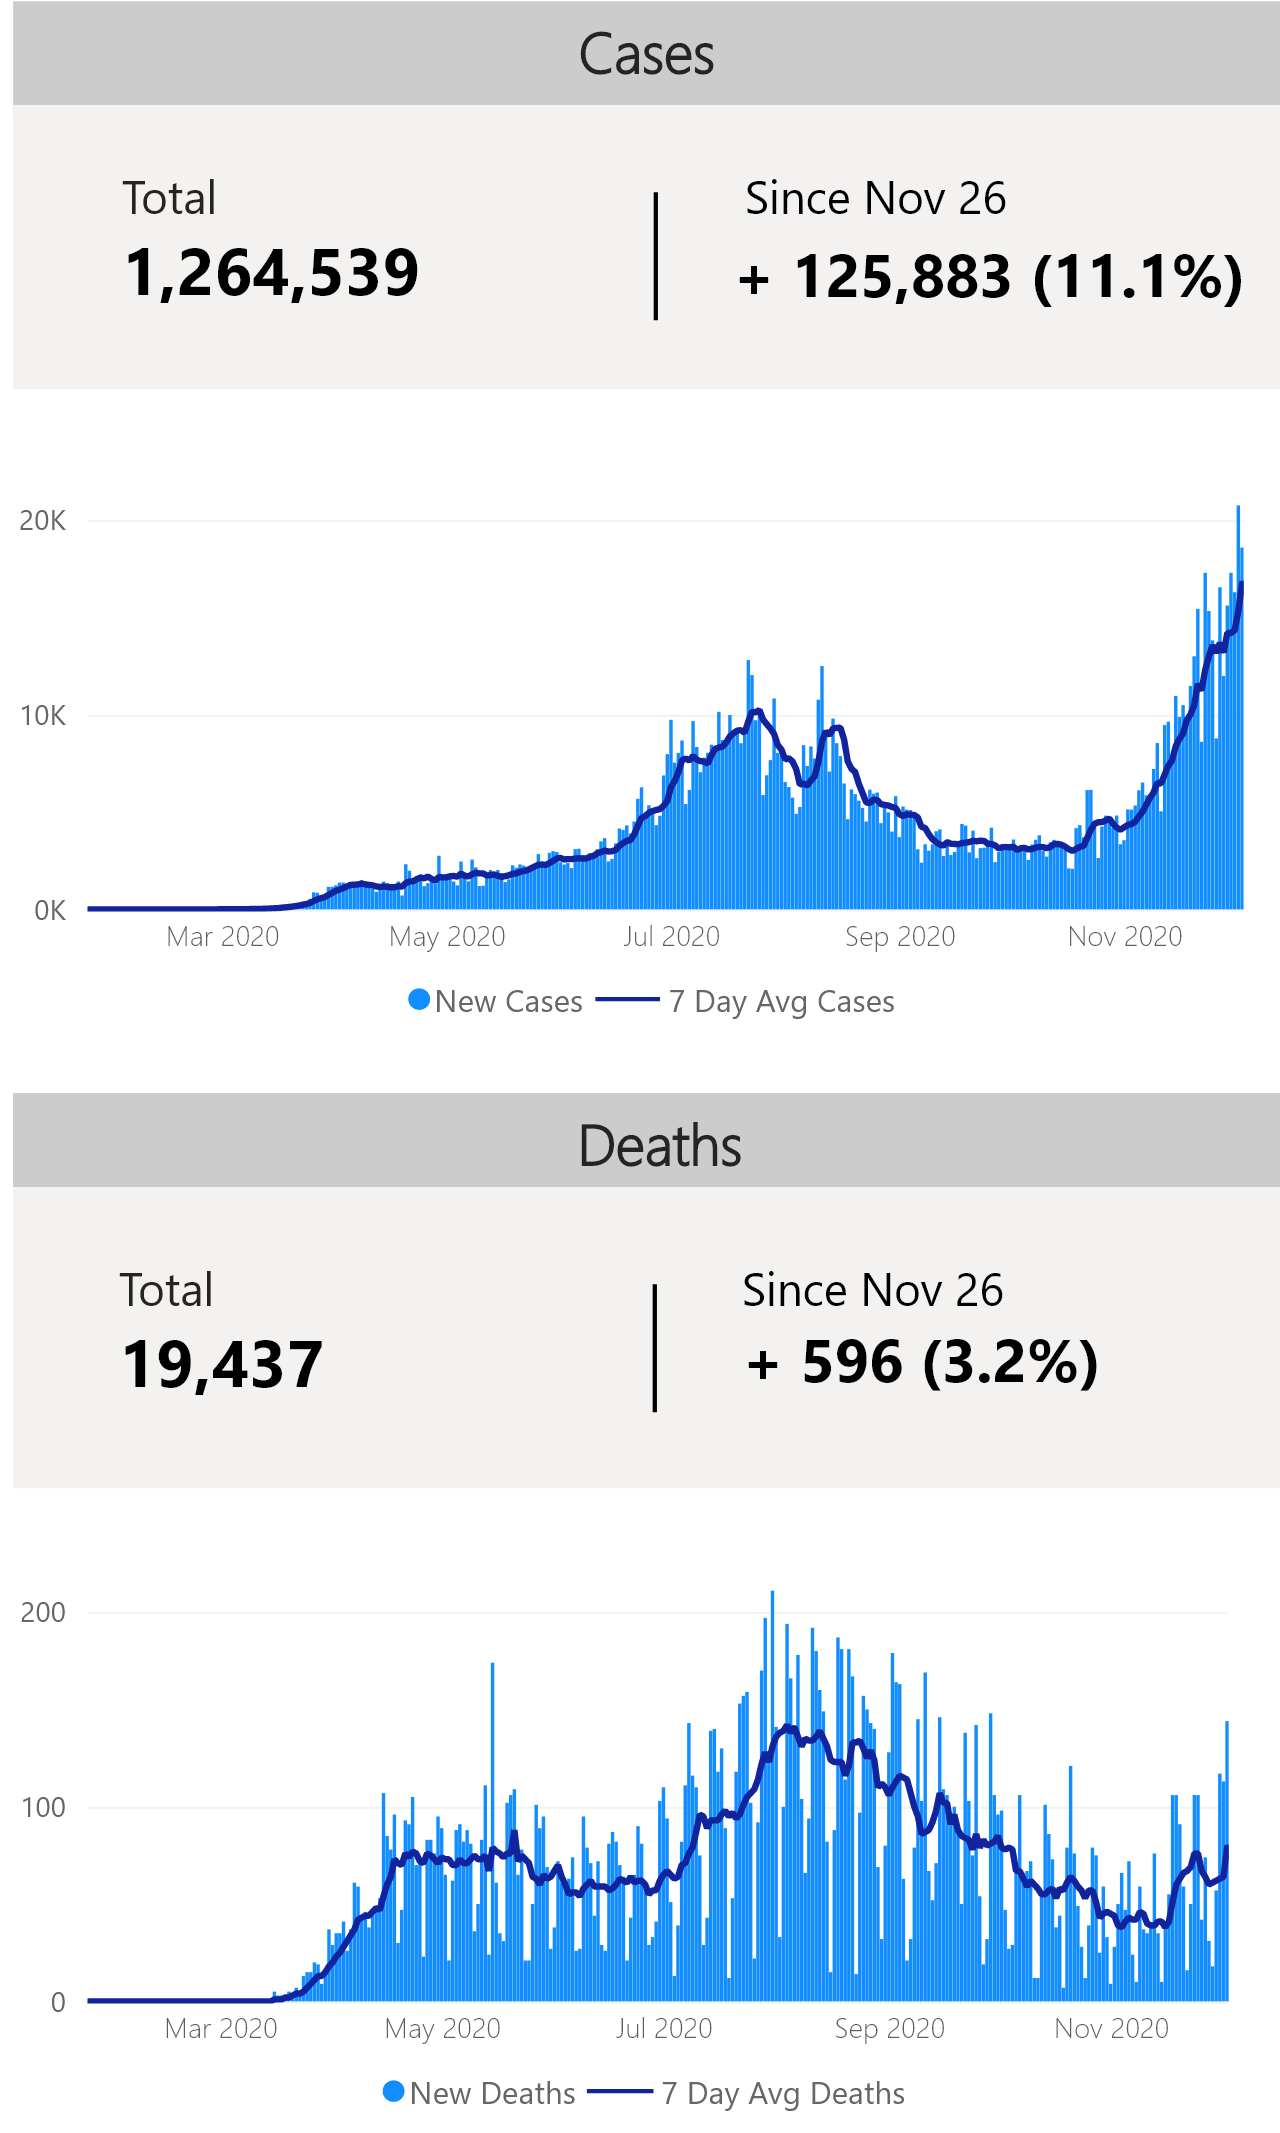 Cases
Total
Since Nov 26
1,264,539
+ 125,883 (11.1%)
20K
10K
0K
Mar 2020
May 2020
Jul 2020
Sep 2020
Nov 2020
New Cases
7 Day Avg Cases
Deaths
Total
Since Nov 26
19,437
+ 596 (3.2%)
200
100
0
Mar 2020
May 2020
Jul 2020
Sep 2020
Nov 2020
New Deaths
7 Day Avg Deaths